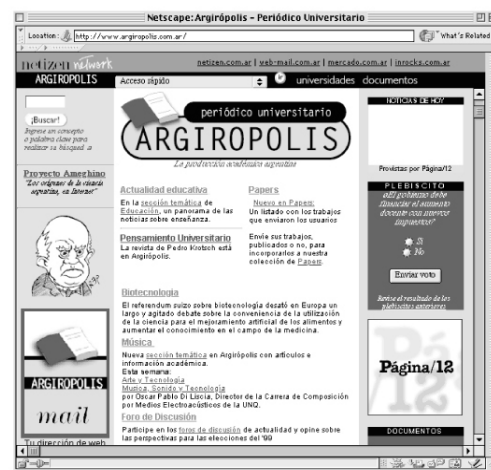 Netscape: Argirópolis - Periódico Universitario
Location: http://www.argiropolis.com.ar/
What's Related
netizen network
netizen.com.ar | web-mail.com.ar | mercado.com.ar | inrocks.com.ar
ARGIROPOLIS
Acceso rápido
universidades documentos
¡Buscar!
Ingrese un concepto
o palabra clave para
realizar su búsqueda
Proyecto Ameghino
"Los orígenes de la ciencia
argentina, en Internet"
ARGIROPOLIS
mail
Tu dirección de web
periódico universitario
ARGIROPOLIS
La producción académica argentina
Actualidad educativa
En la sección temática de
Educación, un panorama de las
noticias sobre enseñanza.
Pensamiento Universitario
La revista de Pedro Krotsch está
en Argirópolis.
Papers
Nuevo en Papers:
Un listado con los trabajos
que enviaron los usuarios
Envíe sus trabajos,
publicados o no, para
incorporarlos a nuestra
colección de Papers.
Biotecnología
El referendum suizo sobre biotecnología desató en Europa un
largo y agitado debate sobre la conveniencia de la utilización
de la ciencia para el mejoramiento artificial de los alimentos y
aumentar el conocimiento en el campo de la medicina.
Música
Nueva sección temática en Argirópolis con artículos e
información académica.
Esta semana:
Arte y Tecnología
Musica, Sonido y Tecnología
por Oscar Pablo Di Liscia, Director de la Carrera de Composición
por Medios Electroacústicos de la UNQ.
Foro de Discusión
Participe en los foros de discusión de actualidad y opine sobre
las perspectivas para las elecciones del '99
NOTICIAS DE HOY
Provistas por Página/12
PLEBISCITO
¿El gobierno debe
financiar el aumento
docente con nuevos
impuestos?
Si
No
Enviar voto
Revise el resultado de los
plebiscitos anteriores
Página/12
DOCUMENTOS